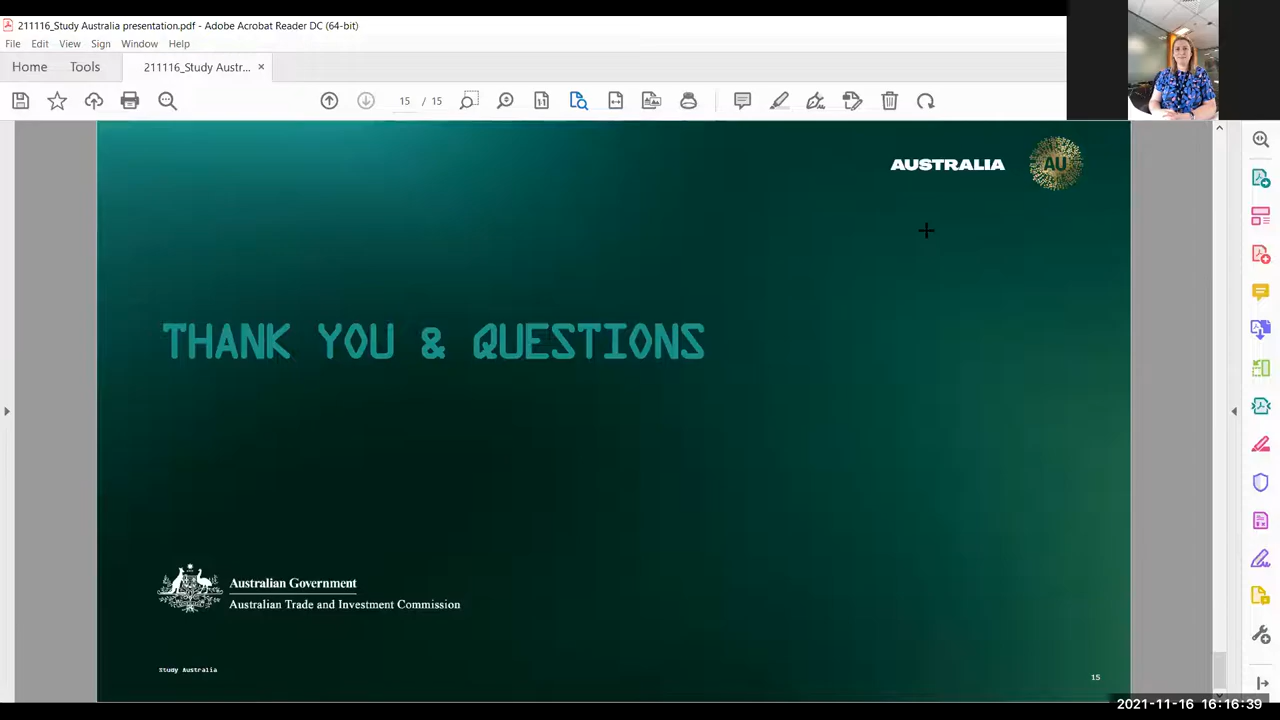 211116_Study Australia presentation.pdf - Adobe Acrobat Reader DC (64-bit)
File Edit View Sign Window Help
Home Tools 211116_Study Austr... ×
15 / 15
AUSTRALIA AU
THANK YOU & QUESTIONS
Australian Government
Australian Trade and Investment Commission
Study Australia
15
2021-11-16 16:16:39